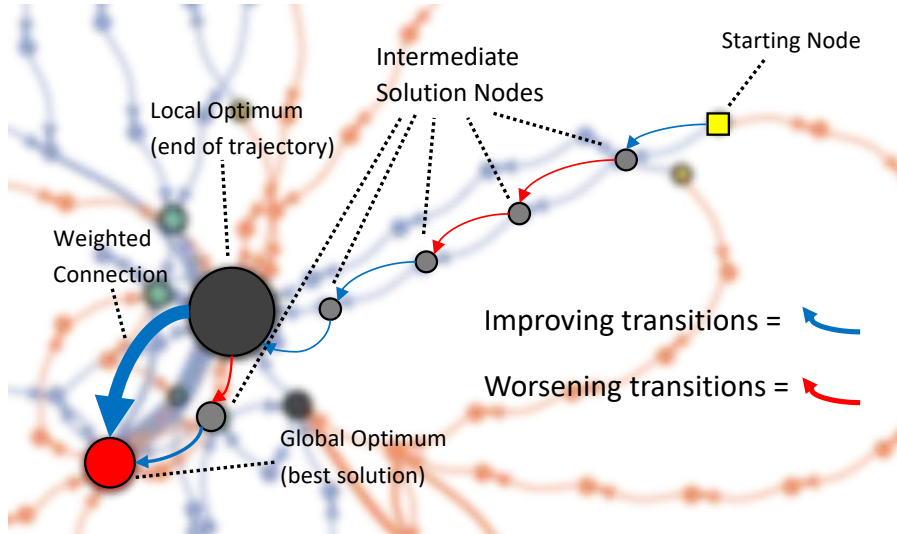 Starting Node
Intermediate
Solution Nodes
Local Optimum
(end of trajectory)
Weighted
Connection
Improving transitions =
Worsening transitions =
Global Optimum
(best solution)